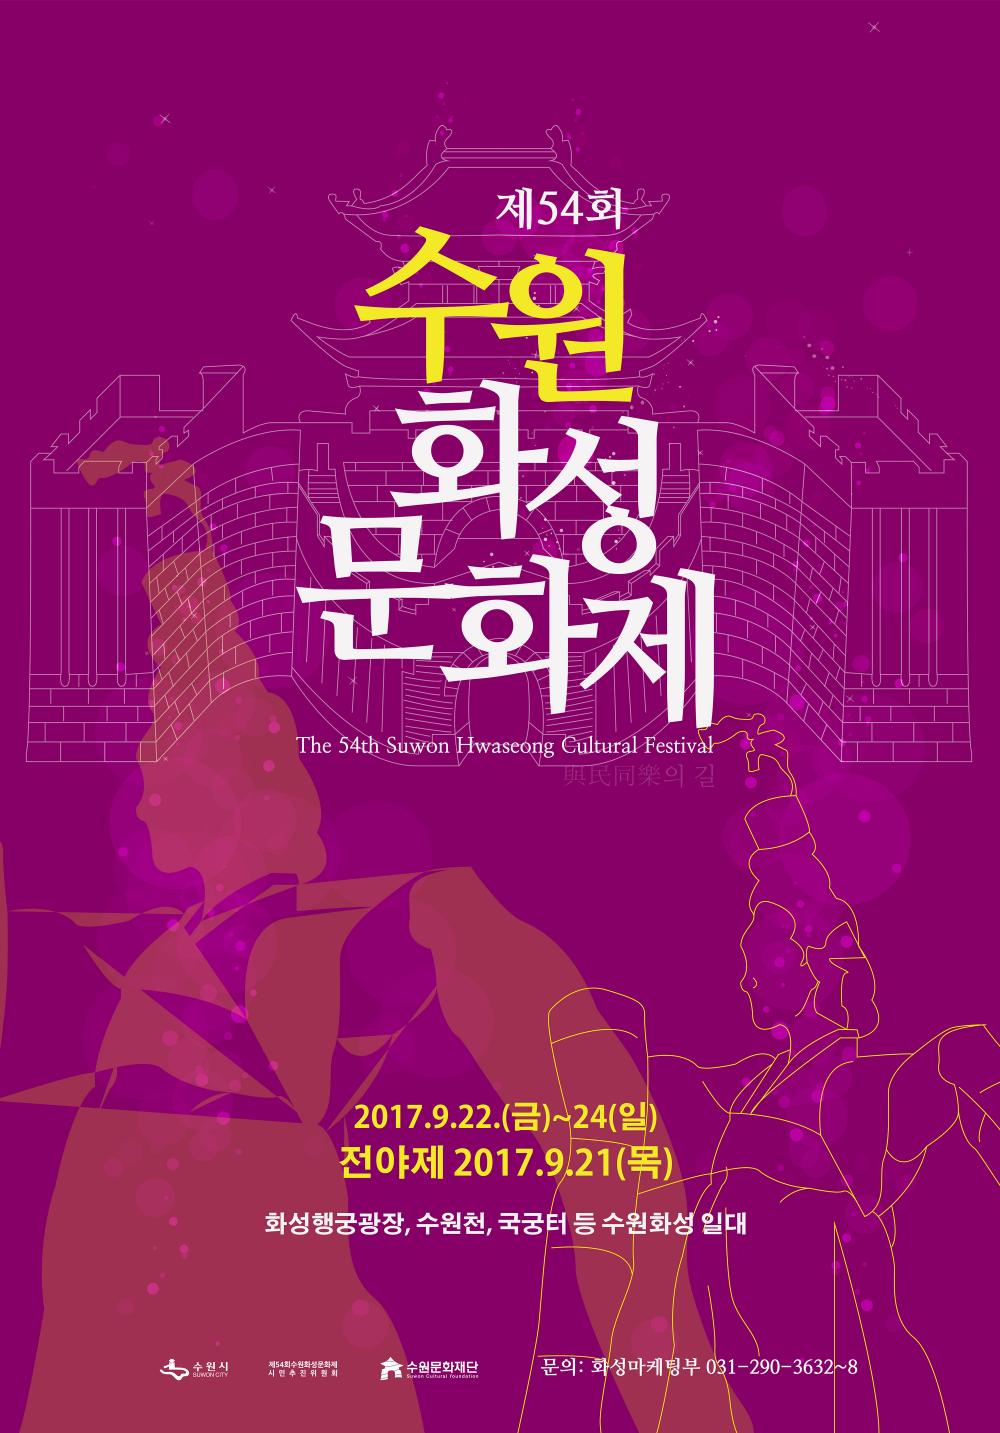 제54회
수원
화성
문화제
The 54th Suwon Hwaseong Cultural Festival
與民同樂의 길
2017.9.22.(금)~24(일)
전야제 2017.9.21(목)
화성행궁광장, 수원천, 국궁터 등 수원화성 일대
수원시
SUWON CITY
제54회수원화성문화제
시민추진위원회
수원문화재단
Suwon Cultural Foundation
문의: 화성마케팅부 031-290-3632~8